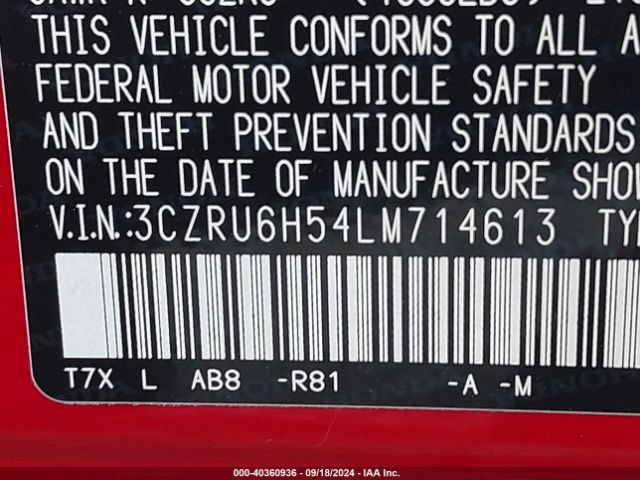 THIS VEHICLE CONFORMS TO ALL A
FEDERAL MOTOR VEHICLE SAFETY
AND THEFT PREVENTION STANDARDS
ON THE DATE OF MANUFACTURE SHO
V.I.N.:3CZRU6H54LM714613 TY
T7X L AB8 -R81 -A -M
000-40360936 - 09/18/2024 - IAA Inc.